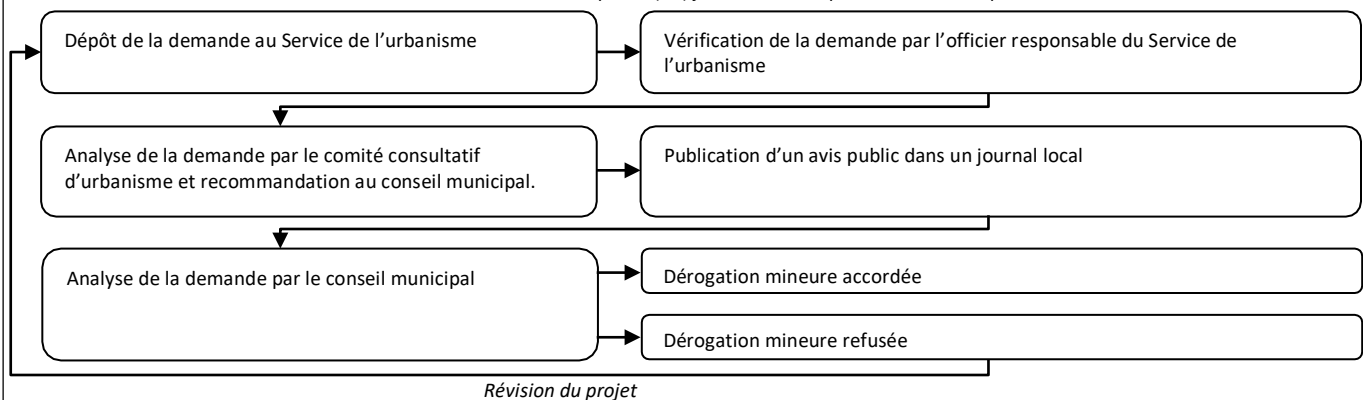 Dépôt de la demande au Service de l’urbanisme
Vérification de la demande par l’officier responsable du Service de
l’urbanisme
Analyse de la demande par le comité consultatif
d’urbanisme et recommandation au conseil municipal.
Publication d’un avis public dans un journal local
Analyse de la demande par le conseil municipal
Dérogation mineure accordée
Dérogation mineure refusée
Révision du projet